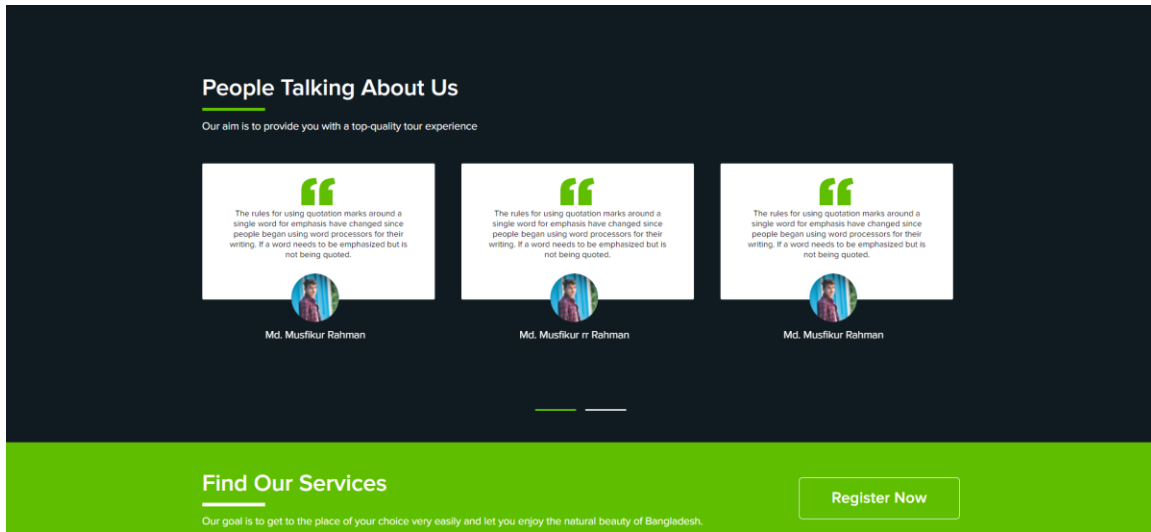 People Talking About Us
Our aim is to provide you with a top-quality tour experience
The rules for using quotation marks around a
single word for emphasis have changed since
people began using word processors for their
writing. If a word needs to be emphasized but is
not being quoted.
Md. Musfikur Rahman
The rules for using quotation marks around a
single word for emphasis have changed since
people began using word processors for their
writing. If a word needs to be emphasized but is
not being quoted.
Md. Musfikur rr Rahman
The rules for using quotation marks around a
single word for emphasis have changed since
people began using word processors for their
writing. If a word needs to be emphasized but is
not being quoted.
Md. Musfikur Rahman
Find Our Services
Our goal is to get to the place of your choice very easily and let you enjoy the natural beauty of Bangladesh.
Register Now